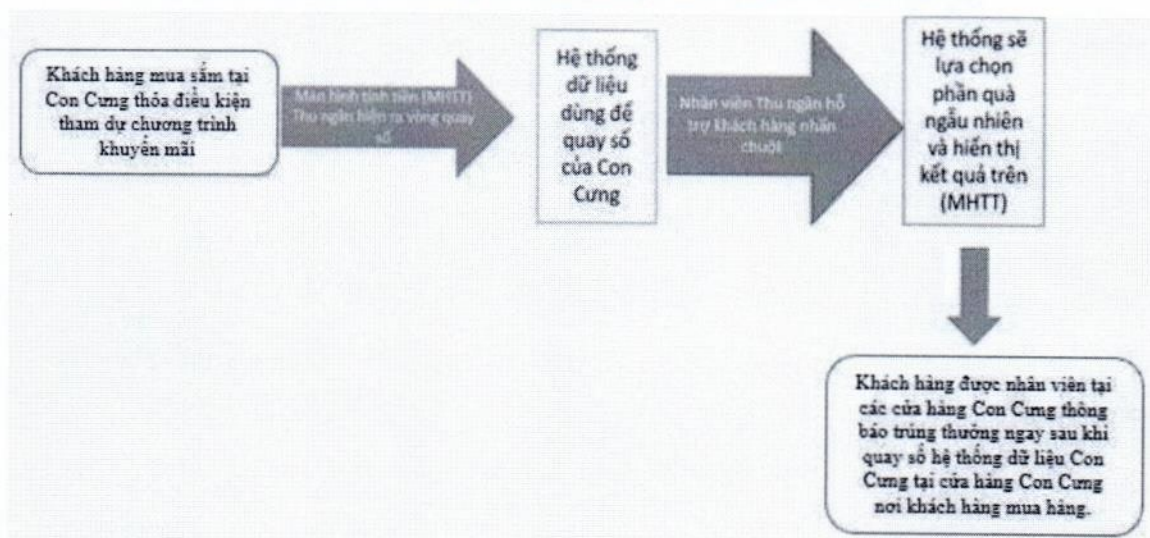 Khách hàng mua sắm tại
Con Cưng thỏa điều kiện
tham dự chương trình
khuyến mãi
Màn hình tính tiền (MHTT)
Thu ngân hiện ra vòng quay
số
Hệ thống
dữ liệu
dùng để
quay số
của Con
Cưng
Nhân viên Thu ngân hỗ
trợ khách hàng nhấn
chuột
Hệ thống sẽ
lựa chọn
phần quà
ngẫu nhiên
và hiển thị
kết quả trên
(MHTT)
Khách hàng được nhân viên tại
các cửa hàng Con Cưng thông
báo trúng thưởng ngay sau khi
quay số hệ thống dữ liệu Con
Cưng tại cửa hàng Con Cưng
nơi khách hàng mua hàng.